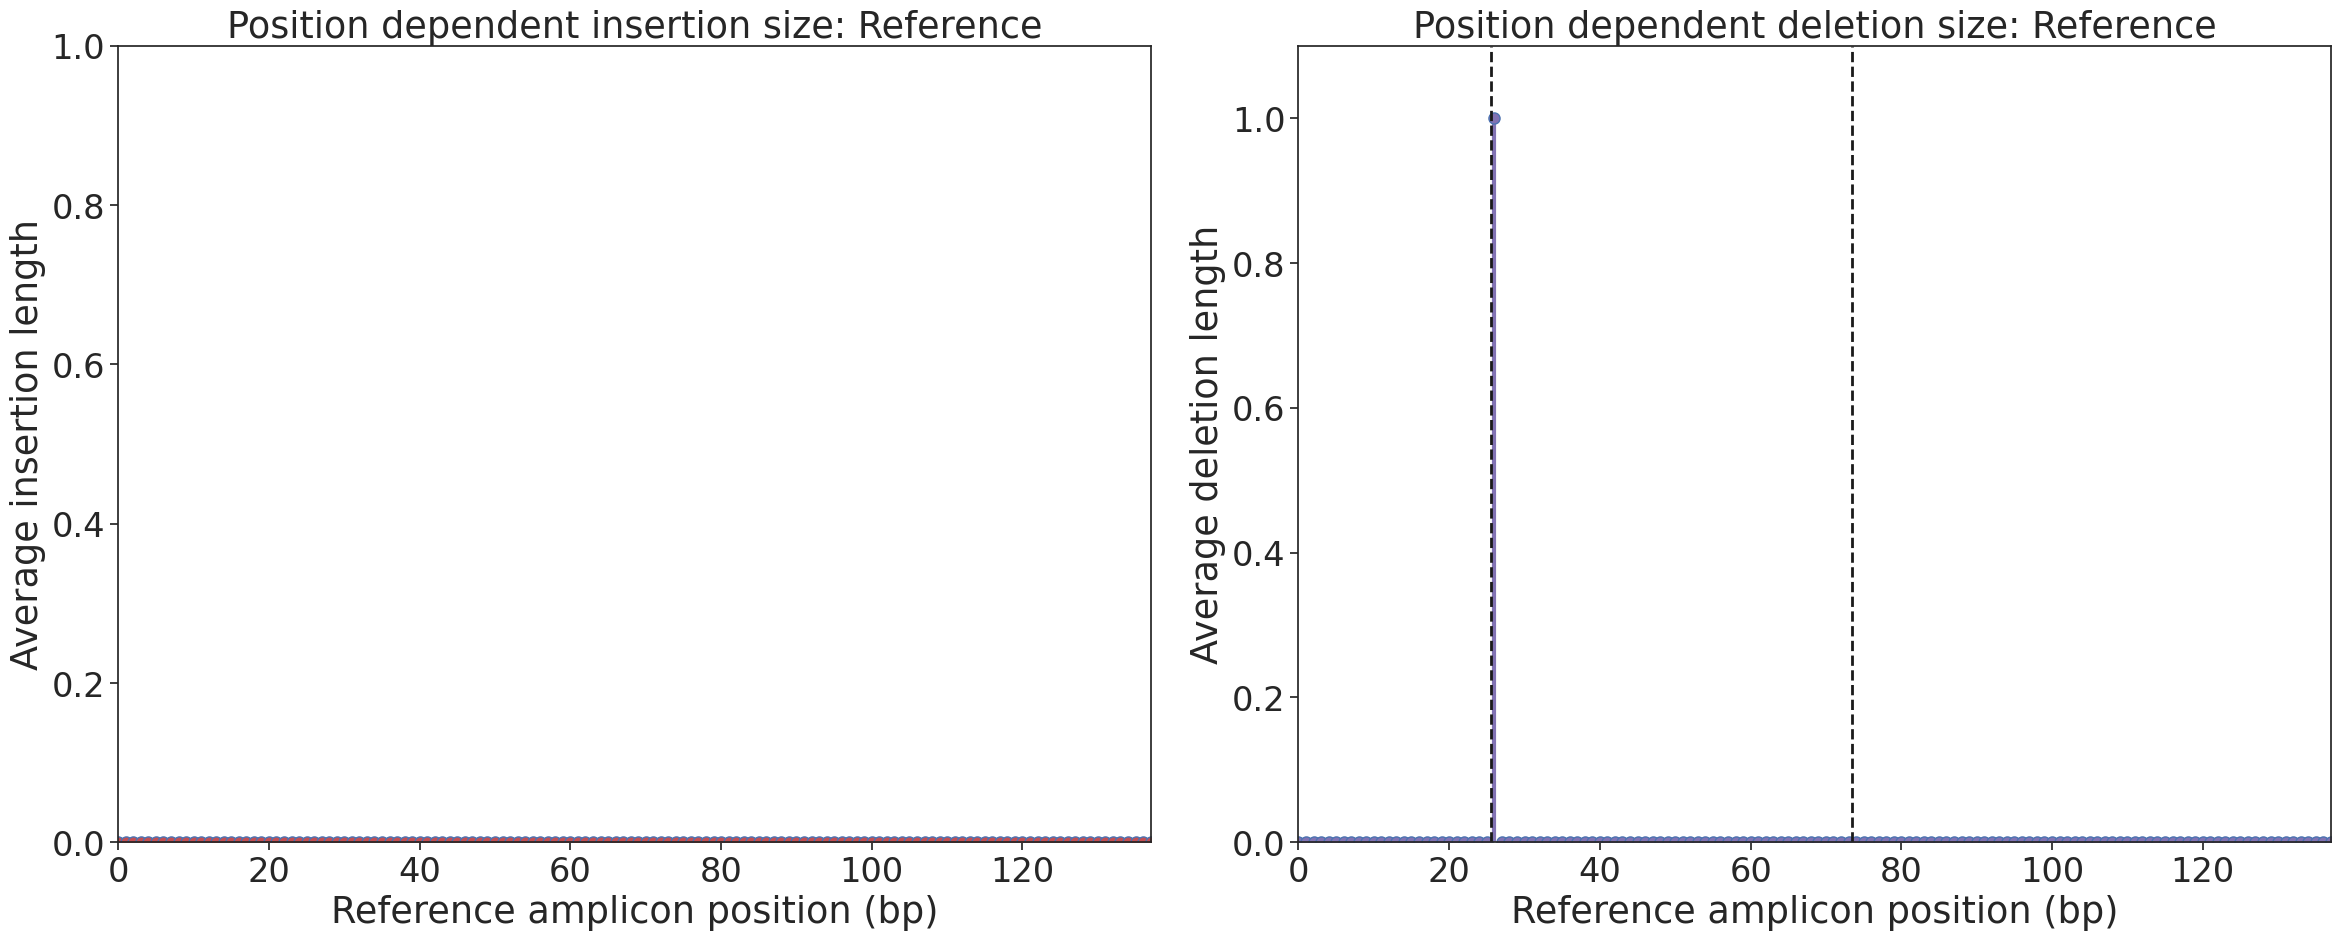 Position dependent insertion size: Reference
Average insertion length
1.0
0.8
0.6
0.4
0.2
0.0
0 20 40 60 80 100 120
Reference amplicon position (bp)
Position dependent deletion size: Reference
Average deletion length
1.0
0.8
0.6
0.4
0.2
0.0
0 20 40 60 80 100 120
Reference amplicon position (bp)